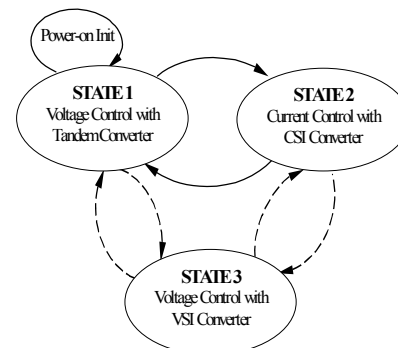 Power-on Init
STATE 1
Voltage Control with
Tandem Converter
STATE 2
Current Control with
CSI Converter
STATE 3
Voltage Control with
VSI Converter